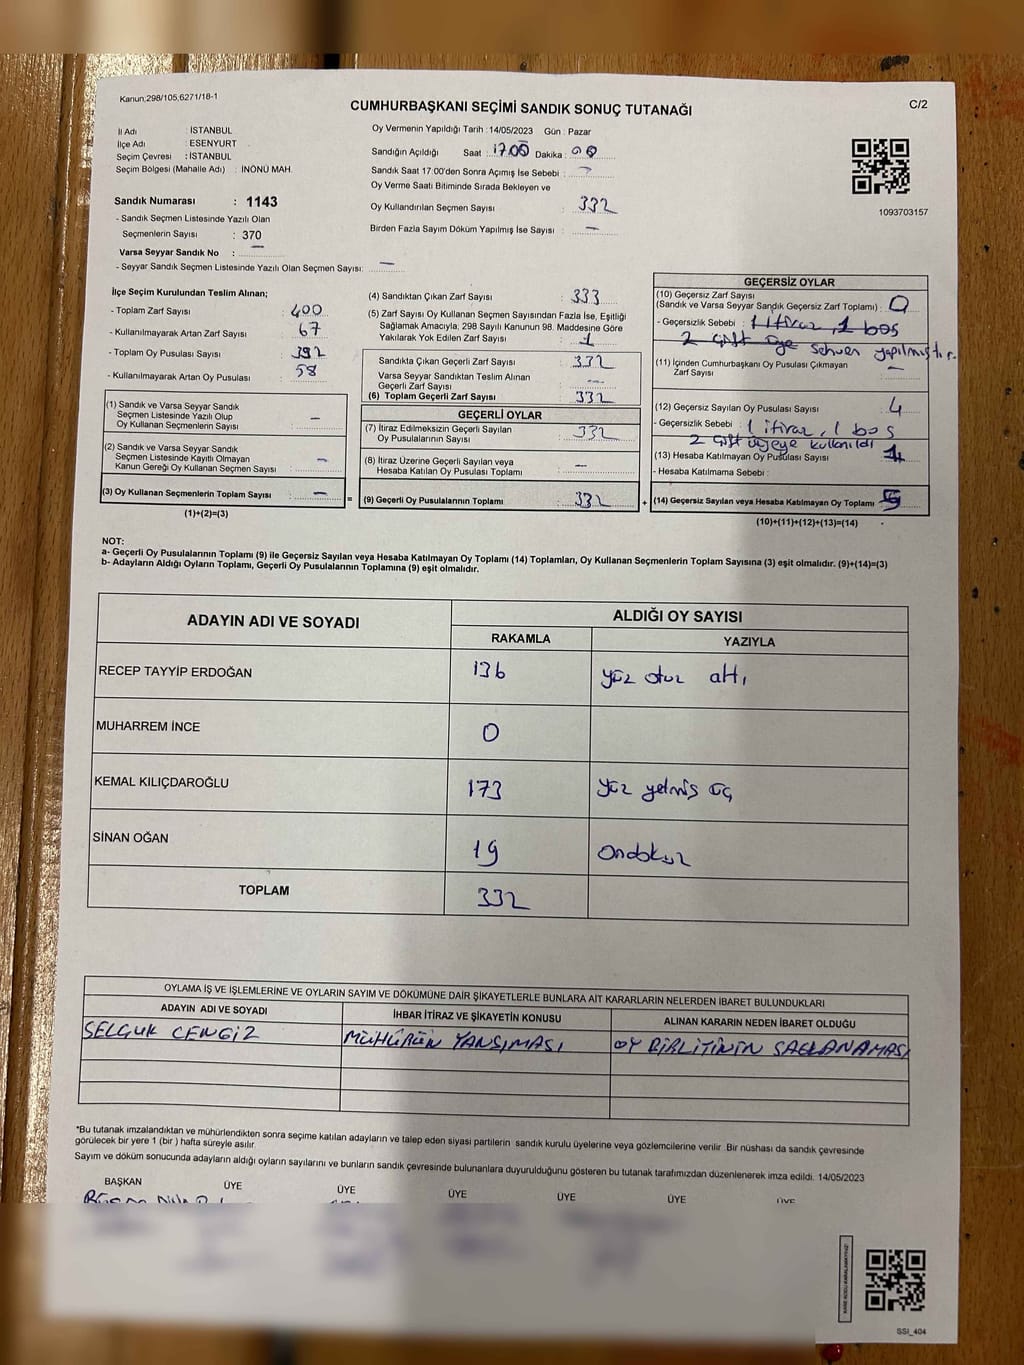 Kanun;298/105,6271/18-1
CUMHURBAŞKANI SEÇİMİ SANDIK SONUÇ TUTANAĞI
C/2
İl Adı : İSTANBUL
İlçe Adı : ESENYURT
Seçim Çevresi : İSTANBUL
Seçim Bölgesi (Mahalle Adı) : İNÖNÜ MAH.
Sandık Numarası : 1143
- Sandık Seçmen Listesinde Yazılı Olan
Seçmenlerin Sayısı : 370
Varsa Seyyar Sandık No : —
- Seyyar Sandık Seçmen Listesinde Yazılı Olan Seçmen Sayısı: —
Oy Vermenin Yapıldığı Tarih : 14/05/2023 Gün : Pazar
Sandığın Açıldığı Saat : 17:00 Dakika : 00
Sandık Saat 17:00'den Sonra Açımış İse Sebebi : —
Oy Verme Saati Bitiminde Sırada Bekleyen ve
Oy Kullandırılan Seçmen Sayısı : 332
Birden Fazla Sayım Döküm Yapılmış İse Sayısı : —
1093703157
İlçe Seçim Kurulundan Teslim Alınan;
- Toplam Zarf Sayısı : 400
- Kullanılmayarak Artan Zarf Sayısı : 67
- Toplam Oy Pusulası Sayısı : 392
- Kullanılmayarak Artan Oy Pusulası : 58
(1) Sandık ve Varsa Seyyar Sandık
Seçmen Listesinde Yazılı Olup
Oy Kullanan Seçmenlerin Sayısı : —
(2) Sandık ve Varsa Seyyar Sandık
Seçmen Listesinde Kayıtlı Olmayan
Kanun Gereği Oy Kullanan Seçmen Sayısı : —
(3) Oy Kullanan Seçmenlerin Toplam Sayısı : — =
(1)+(2)=(3)
(4) Sandıktan Çıkan Zarf Sayısı : 333
(5) Zarf Sayısı Oy Kullanan Seçmen Sayısından Fazla İse, Eşitliği
Sağlamak Amacıyla; 298 Sayılı Kanunun 98. Maddesine Göre
Yakılarak Yok Edilen Zarf Sayısı : 1
Sandıkta Çıkan Geçerli Zarf Sayısı : 332
Varsa Seyyar Sandıktan Teslim Alınan
Geçerli Zarf Sayısı : —
(6) Toplam Geçerli Zarf Sayısı : 332
GEÇERLİ OYLAR
(7) İtiraz Edilmeksizin Geçerli Sayılan
Oy Pusulalarının Sayısı : 332
(8) İtiraz Üzerine Geçerli Sayılan veya
Hesaba Katılan Oy Pusulası Toplamı : —
(9) Geçerli Oy Pusulalarının Toplamı : 332 +
GEÇERSİZ OYLAR
(10) Geçersiz Zarf Sayısı
(Sandık ve Varsa Seyyar Sandık Geçersiz Zarf Toplamı) : 0
- Geçersizlik Sebebi : 1 itiraz, 1 boş
2 çift üye sehven yapılmıştır.
(11) İçinden Cumhurbaşkanı Oy Pusulası Çıkmayan
Zarf Sayısı : —
(12) Geçersiz Sayılan Oy Pusulası Sayısı : 4
- Geçersizlik Sebebi : 1 itiraz, 1 boş
2 çift üyeye kullanıldı
(13) Hesaba Katılmayan Oy Pusulası Sayısı : 1
- Hesaba Katılmama Sebebi :
(14) Geçersiz Sayılan veya Hesaba Katılmayan Oy Toplamı : 5
(10)+(11)+(12)+(13)=(14)
NOT:
a- Geçerli Oy Pusulalarının Toplamı (9) ile Geçersiz Sayılan veya Hesaba Katılmayan Oy Toplamı (14) Toplamları, Oy Kullanan Seçmenlerin Toplam Sayısına (3) eşit olmalıdır. (9)+(14)=(3)
b- Adayların Aldığı Oyların Toplamı, Geçerli Oy Pusulalarının Toplamına (9) eşit olmalıdır.
ADAYIN ADI VE SOYADI
ALDIĞI OY SAYISI
RAKAMLA YAZIYLA
RECEP TAYYİP ERDOĞAN 136 yüz otuz altı
MUHARREM İNCE 0
KEMAL KILIÇDAROĞLU 173 yüz yetmiş üç
SİNAN OĞAN 19 ondokuz
TOPLAM 332
OYLAMA İŞ VE İŞLEMLERİNE VE OYLARIN SAYIM VE DÖKÜMÜNE DAİR ŞİKAYETLERLE BUNLARA AİT KARARLARIN NELERDEN İBARET BULUNDUKLARI
ADAYIN ADI VE SOYADI İHBAR İTİRAZ VE ŞİKAYETİN KONUSU ALINAN KARARIN NEDEN İBARET OLDUĞU
SELÇUK CENGİZ MÜHÜRÜN YANSIMASI OY BİRLİĞİNİN SAĞLANAMASI
*Bu tutanak imzalandıktan ve mühürlendikten sonra seçime katılan adayların ve talep eden siyasi partilerin sandık kurulu üyelerine veya gözlemcilerine verilir. Bir nüshası da sandık çevresinde
görülecek bir yere 1 (bir ) hafta süreyle asılır.
Sayım ve döküm sonucunda adayların aldığı oyların sayılarını ve bunların sandık çevresinde bulunanlara duyurulduğunu gösteren bu tutanak tarafımızdan düzenlenerek imza edildi. 14/05/2023
BAŞKAN ÜYE ÜYE ÜYE ÜYE ÜYE ÜYE
SSİ_404